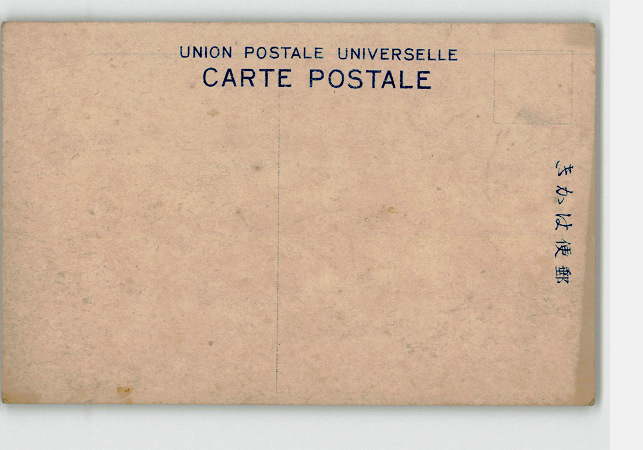 UNION POSTALE UNIVERSELLE
CARTE POSTALE
きかは便郵